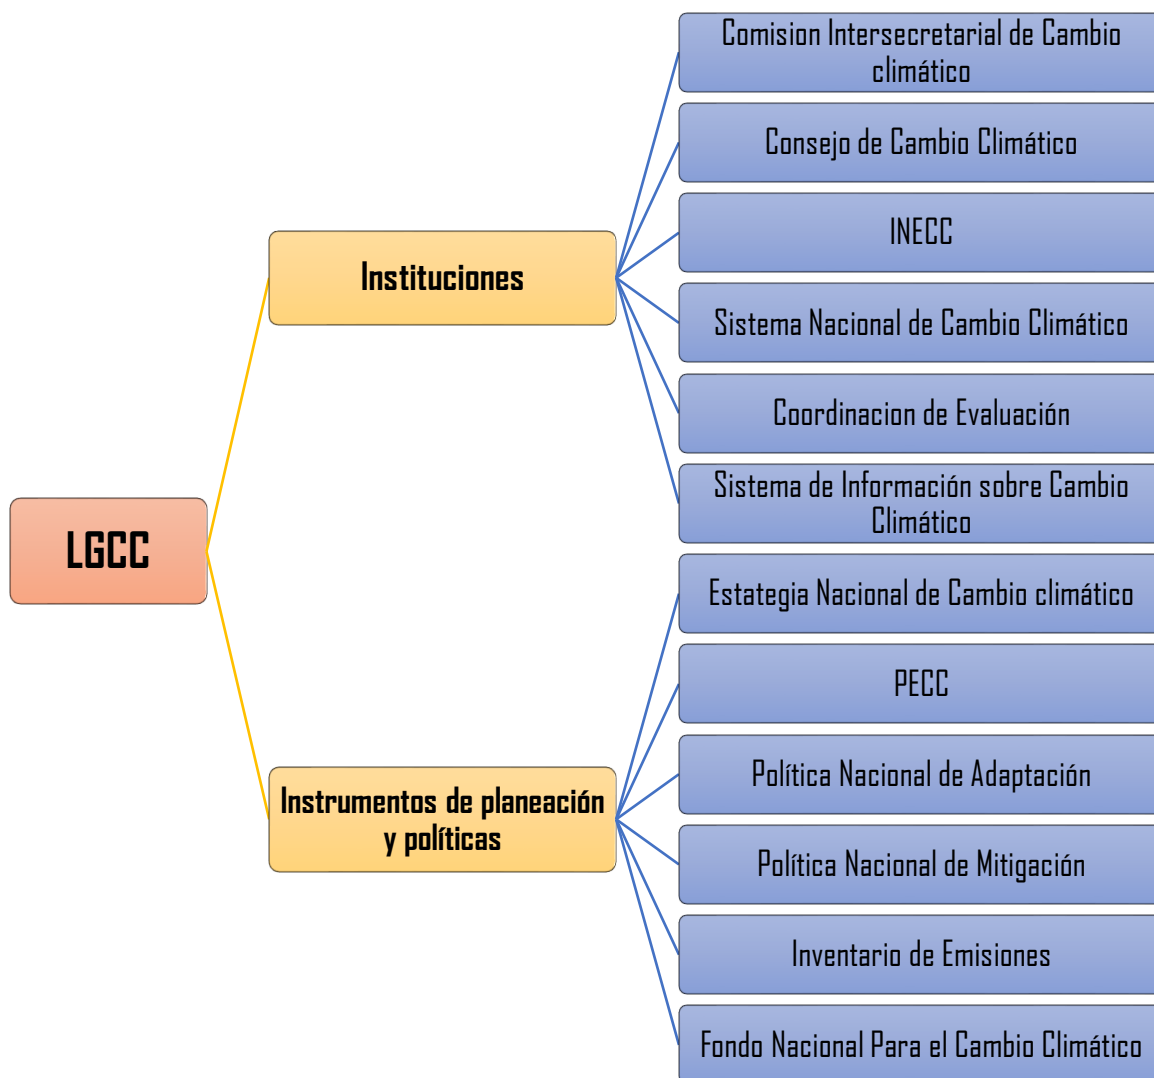 LGCC
Instituciones
Comision Intersecretarial de Cambio
climático
Consejo de Cambio Climático
INECC
Sistema Nacional de Cambio Climático
Coordinacion de Evaluación
Sistema de Información sobre Cambio
Climático
Instrumentos de planeación
y políticas
Estategia Nacional de Cambio climático
PECC
Política Nacional de Adaptación
Política Nacional de Mitigación
Inventario de Emisiones
Fondo Nacional Para el Cambio Climático